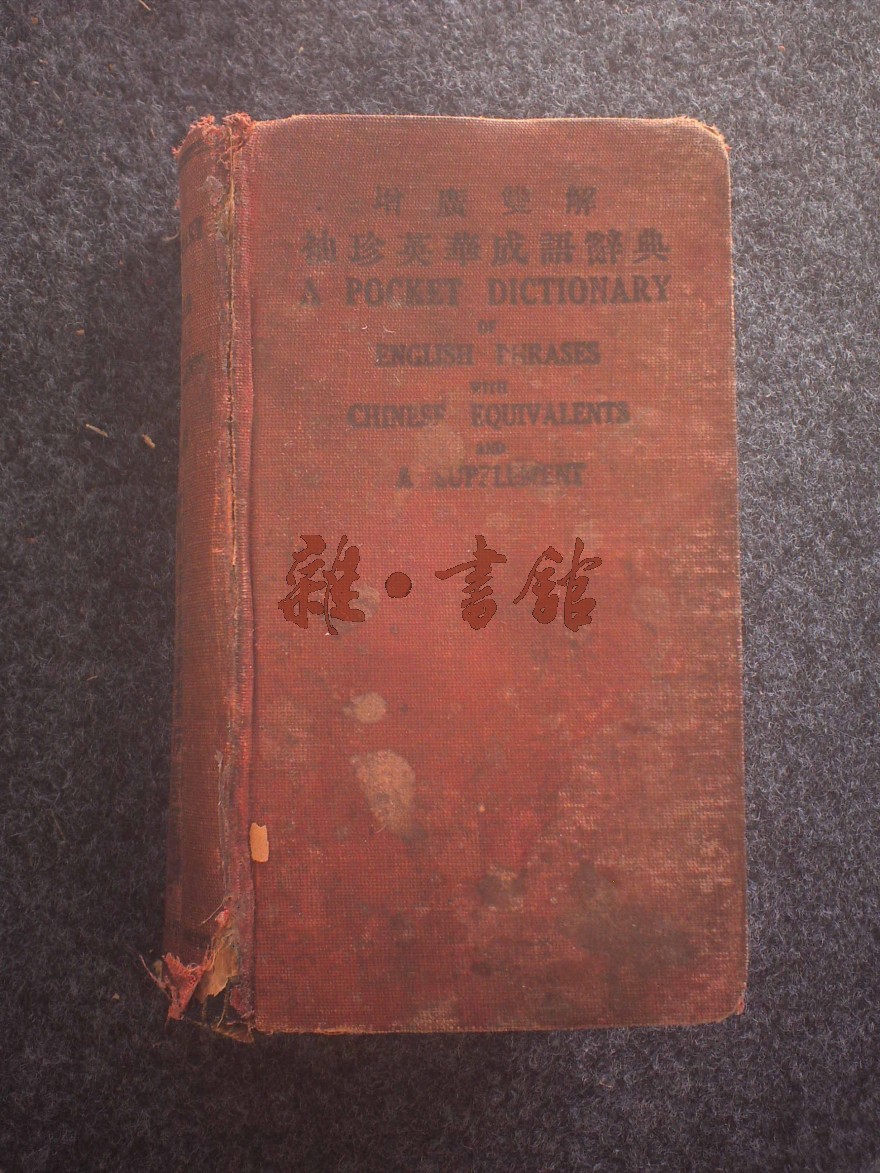 增廣雙解
袖珍英華成語辭典
A POCKET DICTIONARY
OF
ENGLISH PHRASES
WITH
CHINESE EQUIVALENTS
AND
A SUPPLEMENT
雜·書館